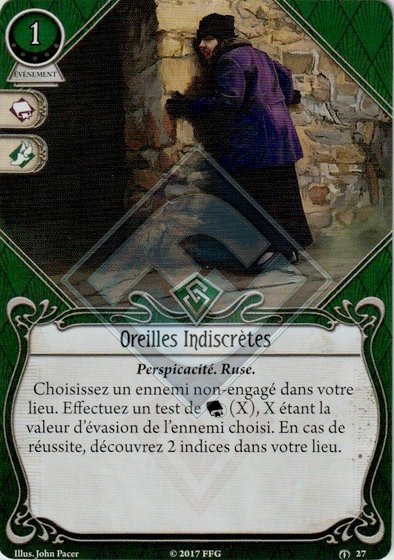 1
ÉVÉNEMENT
Oreilles Indiscrètes
Perspicacité. Ruse.
Choisissez un ennemi non-engagé dans votre
lieu. Effectuez un test de (X), X étant la
valeur d'évasion de l'ennemi choisi. En cas de
réussite, découvrez 2 indices dans votre lieu.
Illus. John Pacer © 2017 FFG 27